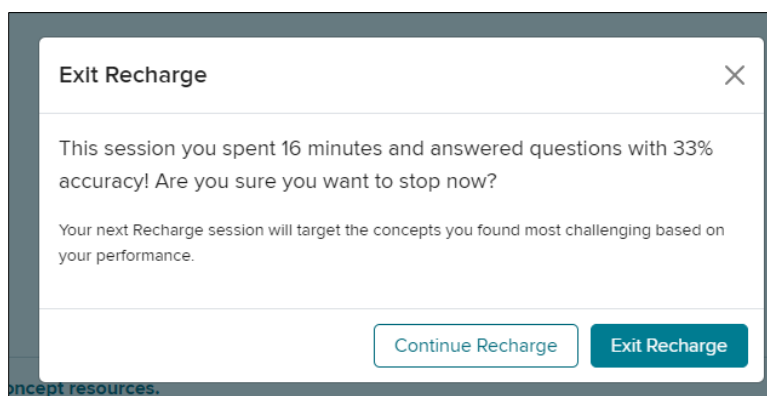 Exit Recharge
This session you spent 16 minutes and answered questions with 33%
accuracy! Are you sure you want to stop now?
Your next Recharge session will target the concepts you found most challenging based on
your performance.
Continue Recharge
Exit Recharge
resources.